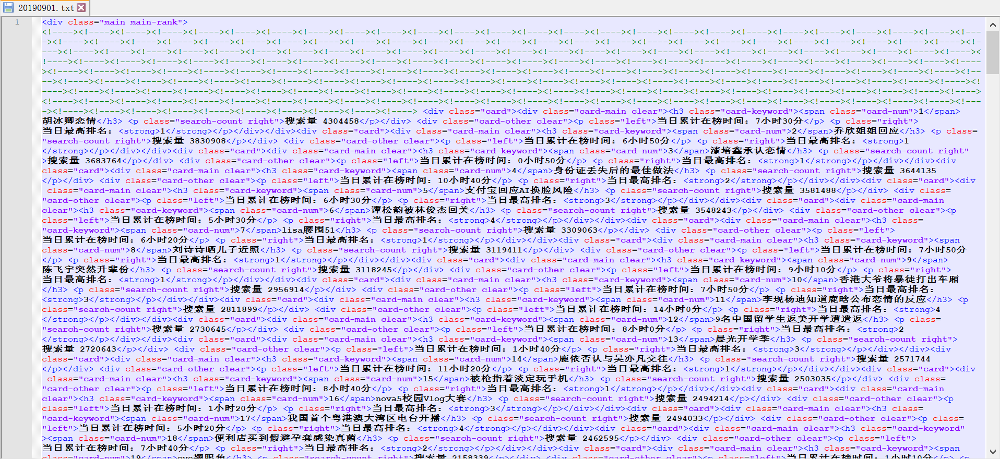 20190901.txt
1 <div class="main main-rank">
<!----><!----><!----><!----><!----><!----><!----><!----><!----><!----><!----><!----><!----><!----><!----><!----><!----><!----><!----><!----><!----><!----><!----><!----><!----><!---
-><!----><!----><!----><!----><!----><!----><!----><!----><!----><!----><!----><!----><!----><!----><!----><!----><!----><!----><!----><!----><!----><!----><!----><!----><!----><!-
---><!----><!----><!----><!----><!----><!----><!----><!----><!----><!----><!----><!----><!----><!----><!----><!----><!----><!----><!----><!----><!----><!----><!----><!----><!----><
!----><!----><!----><!----><!----><!----><!----><!----><!----><!----><!----><!----><!----><!----><!----><!----><!----><!----><!----><!----><!----><!----><!----><!----><!----><!----
><!----><!----><!----><!----><!----><!----><!----><!----><!----><!----><!----><!----><!----><!----><!----><!----><!----><!----><!----><!----><!----><!----><!----><!----><!----><!--
--><!----><!----><!----><!----><!----><!----><!----><!----><!----><!----><!----><!----><!----><!----><!----><!----><!----><!----><!----><!----><!----><!----><!----><!----><!----><!
----><!----><!----><!----><!----><!----><!----><!----><!----><!----><!----><!----><!----><!----><!----><!----><!----><!----><!----><!----><!----><!----><!----><!----><!----><!---->
<!----><!----><!----><!----><!----><!----><!----><!----><!----><!----><!----><!----><!----><!----><!----><!----><!----><!----><!----><!----><!----><!----><!----><!----><!----><!---
-><!----><!----><!----><!----><!----><!----><!----><!----><!----><!----> <div class="card"><div class="card-main clear"><h3 class="card-keyword"><span class="card-num">1</span>
胡冰卿恋情</h3> <p class="search-count right">搜索量 4304458</p></div> <div class="card-other clear"><p class="left">当日累计在榜时间：7小时30分</p> <p class="right">
当日最高排名：<strong>1</strong></p></div></div><div class="card"><div class="card-main clear"><h3 class="card-keyword"><span class="card-num">2</span>乔欣姐姐回应</h3> <p class=
"search-count right">搜索量 3830908</p></div> <div class="card-other clear"><p class="left">当日累计在榜时间：6小时50分</p> <p class="right">当日最高排名：<strong>1
</strong></p></div></div><div class="card"><div class="card-main clear"><h3 class="card-keyword"><span class="card-num">3</span>漆培鑫承认恋情</h3> <p class="search-count right"
>搜索量 3683764</p></div> <div class="card-other clear"><p class="left">当日累计在榜时间：0小时50分</p> <p class="right">当日最高排名：<strong>1</strong></p></div></div><div
class="card"><div class="card-main clear"><h3 class="card-keyword"><span class="card-num">4</span>身份证丢失后的最佳做法</h3> <p class="search-count right">搜索量 3644135
</p></div> <div class="card-other clear"><p class="left">当日累计在榜时间：10小时40分</p> <p class="right">当日最高排名：<strong>2</strong></p></div></div><div class="card"><div
class="card-main clear"><h3 class="card-keyword"><span class="card-num">5</span>支付宝回应AI换脸风险</h3> <p class="search-count right">搜索量 3581488</p></div> <div class=
"card-other clear"><p class="left">当日累计在榜时间：6小时30分</p> <p class="right">当日最高排名：<strong>3</strong></p></div></div><div class="card"><div class="card-main
clear"><h3 class="card-keyword"><span class="card-num">6</span>谭松韵被林俊杰回关</h3> <p class="search-count right">搜索量 3548243</p></div> <div class="card-other clear"><p
class="left">当日累计在榜时间：5小时30分</p> <p class="right">当日最高排名：<strong>4</strong></p></div></div><div class="card"><div class="card-main clear"><h3 class=
"card-keyword"><span class="card-num">7</span>lisa腰围51</h3> <p class="search-count right">搜索量 3309063</p></div> <div class="card-other clear"><p class="left">
当日累计在榜时间：6小时20分</p> <p class="right">当日最高排名：<strong>1</strong></p></div></div><div class="card"><div class="card-main clear"><h3 class="card-keyword"><span
class="card-num">8</span>刘诗诗晒儿子近照</h3> <p class="search-count right">搜索量 3119411</p></div> <div class="card-other clear"><p class="left">当日累计在榜时间：7小时50分
</p> <p class="right">当日最高排名：<strong>1</strong></p></div></div><div class="card"><div class="card-main clear"><h3 class="card-keyword"><span class="card-num">9</span>
陈飞宇突然升辈份</h3> <p class="search-count right">搜索量 3118245</p></div> <div class="card-other clear"><p class="left">当日累计在榜时间：9小时10分</p> <p class="right">
当日最高排名：<strong>1</strong></p></div></div><div class="card"><div class="card-main clear"><h3 class="card-keyword"><span class="card-num">10</span>香港大爷将暴徒打出车厢
</h3> <p class="search-count right">搜索量 2956914</p></div> <div class="card-other clear"><p class="left">当日累计在榜时间：7小时50分</p> <p class="right">当日最高排名：
<strong>3</strong></p></div></div><div class="card"><div class="card-main clear"><h3 class="card-keyword"><span class="card-num">11</span>李现杨迪知道鹿晗公布恋情的反应</h3> <p
class="search-count right">搜索量 2811899</p></div> <div class="card-other clear"><p class="left">当日累计在榜时间：14小时0分</p> <p class="right">当日最高排名：<strong>4
</strong></p></div></div><div class="card"><div class="card-main clear"><h3 class="card-keyword"><span class="card-num">12</span>9名中国留学生返美开学遭遣返</h3> <p class=
"search-count right">搜索量 2730645</p></div> <div class="card-other clear"><p class="left">当日累计在榜时间：8小时0分</p> <p class="right">当日最高排名：<strong>2
</strong></p></div></div><div class="card"><div class="card-main clear"><h3 class="card-keyword"><span class="card-num">13</span>晨光开学季</h3> <p class="search-count right">
搜索量 2720643</p></div> <div class="card-other clear"><p class="left">当日累计在榜时间：1小时40分</p> <p class="right">当日最高排名：<strong>3</strong></p></div></div><div
class="card"><div class="card-main clear"><h3 class="card-keyword"><span class="card-num">14</span>鹿依否认与吴亦凡交往</h3> <p class="search-count right">搜索量 2571744
</p></div> <div class="card-other clear"><p class="left">当日累计在榜时间：11小时20分</p> <p class="right">当日最高排名：<strong>1</strong></p></div></div><div class="card"><div
class="card-main clear"><h3 class="card-keyword"><span class="card-num">15</span>被枪指着淡定玩手机</h3> <p class="search-count right">搜索量 2503035</p></div> <div class=
"card-other clear"><p class="left">当日累计在榜时间：8小时40分</p> <p class="right">当日最高排名：<strong>1</strong></p></div></div><div class="card"><div class="card-main
clear"><h3 class="card-keyword"><span class="card-num">16</span>nova5校园Vlog大赛</h3> <p class="search-count right">搜索量 2494214</p></div> <div class="card-other clear"><p
class="left">当日累计在榜时间：1小时20分</p> <p class="right">当日最高排名：<strong>3</strong></p></div></div><div class="card"><div class="card-main clear"><h3 class=
"card-keyword"><span class="card-num">17</span>我国首个粤港澳大湾区电台开播</h3> <p class="search-count right">搜索量 2494033</p></div> <div class="card-other clear"><p class=
"left">当日累计在榜时间：5小时20分</p> <p class="right">当日最高排名：<strong>4</strong></p></div></div><div class="card"><div class="card-main clear"><h3 class="card-keyword"
><span class="card-num">18</span>便利店买到假避孕套感染真菌</h3> <p class="search-count right">搜索量 2462595</p></div> <div class="card-other clear"><p class="left">
当日累计在榜时间：7小时40分</p> <p class="right">当日最高排名：<strong>2</strong></p></div></div><div class="card"><div class="card-main clear"><h3 class="card-keyword"><span
class="card-num">19</span>eye翘眼角</h3> <p class="search-count right">搜索量 2158339</p></div> <div class="card-other clear"><p class="left">当日累计在榜时间：1小时10分</p> <p